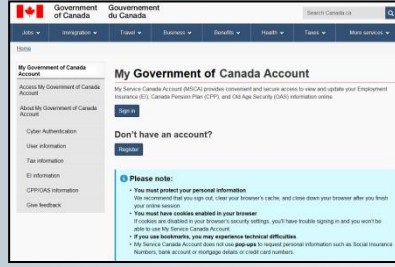 Government
of Canada
Gouvernement
du Canada
Search Canada.ca
Jobs
Immigration
Travel
Business
Benefits
Health
Taxes
More services
Home
My Government of Canada
Account
Access My Government of Canada
Account
About My Government of Canada
Account
Cyber Authentication
User information
Tax information
EI information
CPP/OAS information
Give feedback
My Government of Canada Account
My Service Canada Account (MSCA) provides convenient and secure access to view and update your Employment
Insurance (EI), Canada Pension Plan (CPP), and Old Age Security (OAS) information online.
Sign in
Don't have an account?
Register
Please note:
• You must protect your personal information
We recommend that you sign out, clear your browser's cache, and close down your browser after you finish
your online session.
• You must have cookies enabled in your browser
If cookies are disabled in your browser's security settings, you'll have trouble signing in and you won't be
able to use My Service Canada Account.
• If you use bookmarks, you may experience technical difficulties
• My Service Canada Account does not use pop-ups to request personal information such as Social Insurance
Numbers, bank account or mortgage details or credit card numbers.